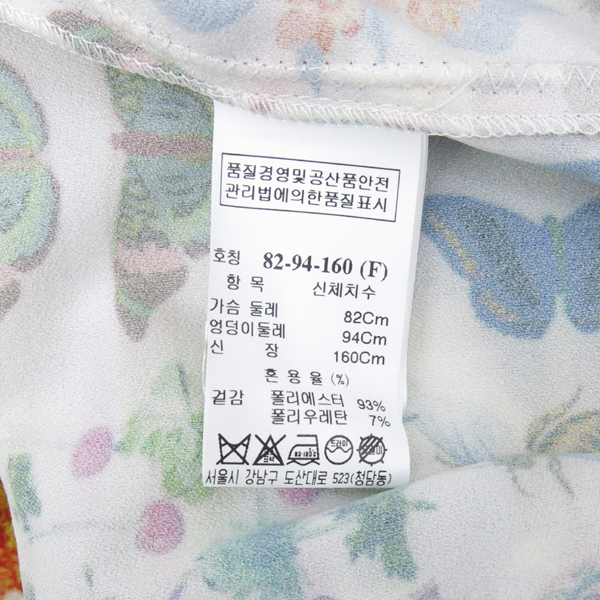 품질경영및공산품안전
관리법에의한품질표시
호칭 82-94-160 (F)
항 목 신체치수
가슴 둘레 82Cm
엉덩이둘레 94Cm
신 장 160Cm
혼 용 율 (%)
겉감 폴리에스터 93%
폴리우레탄 7%
드라이
서울시 강남구 도산대로 523(청담동)